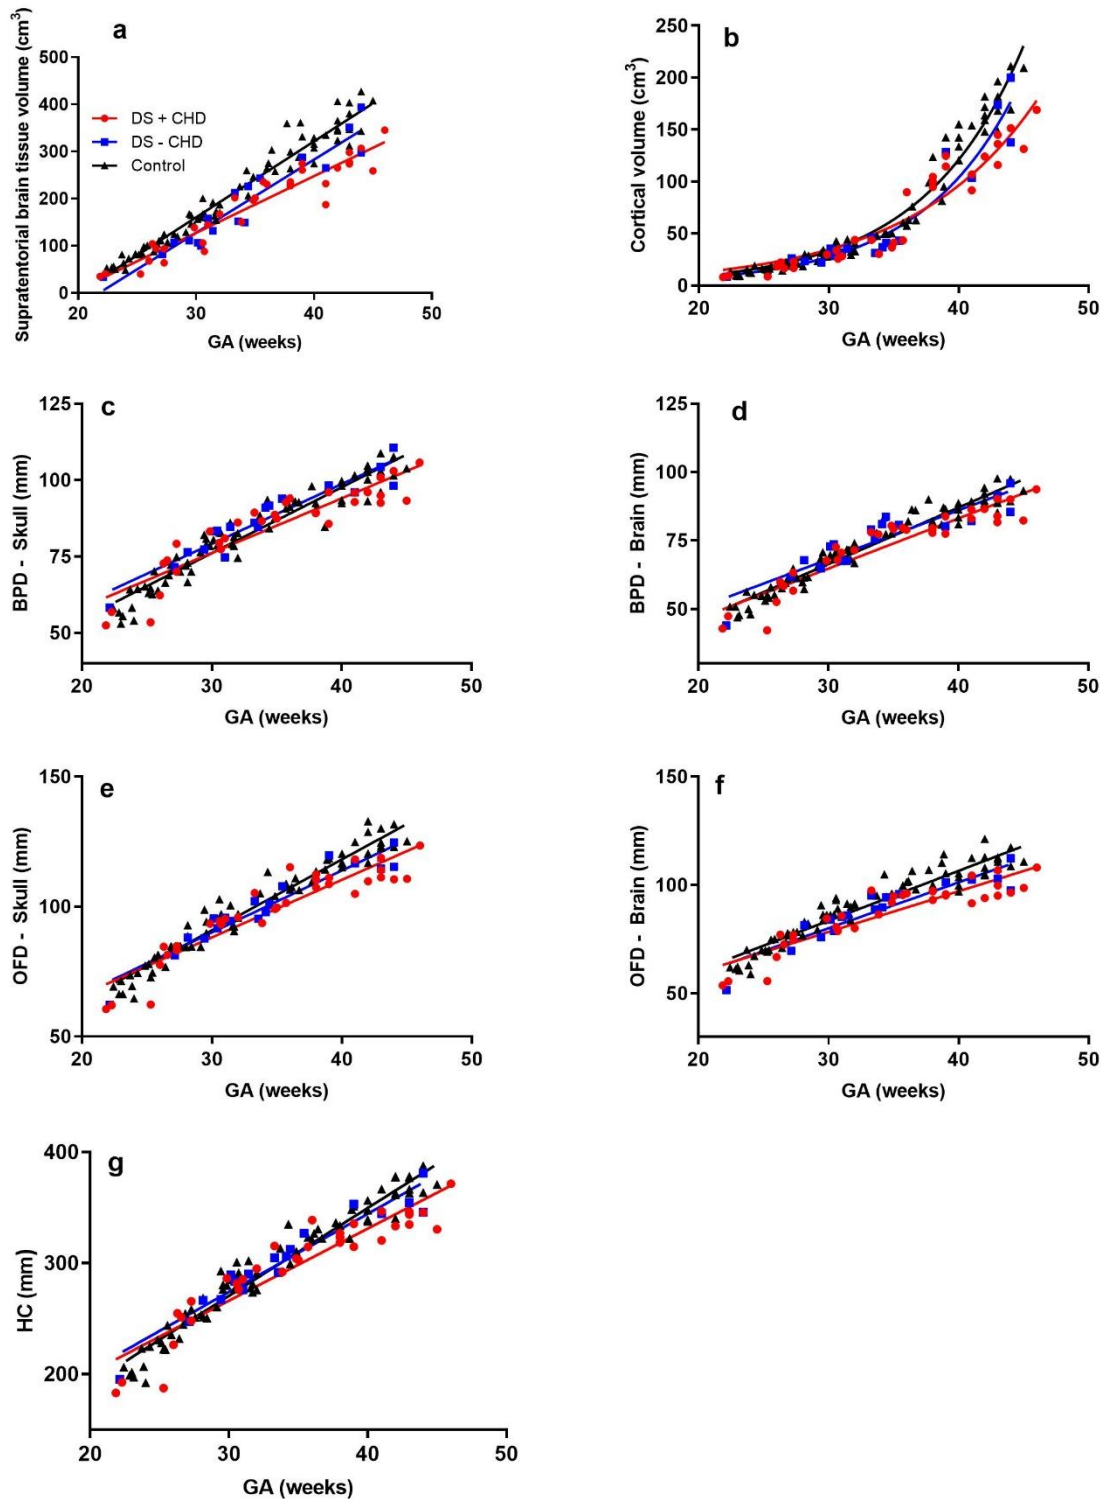 a
Supratentorial brain tissue volume (cm³)
500
400
300
200
100
0
DS + CHD
DS - CHD
Control
30
40
50
GA (weeks)
b
Cortical volume (cm³)
250
200
150
100
50
0
20
30
40
50
GA (weeks)
c
BPD - Skull (mm)
125
100
75
50
20
30
40
50
GA (weeks)
d
BPD - Brain (mm)
125
100
75
50
20
30
40
50
GA (weeks)
e
OFD - Skull (mm)
150
100
50
20
30
40
50
GA (weeks)
f
OFD - Brain (mm)
150
100
50
20
30
40
50
GA (weeks)
g
HC (mm)
400
300
200
20
30
40
50
GA (weeks)